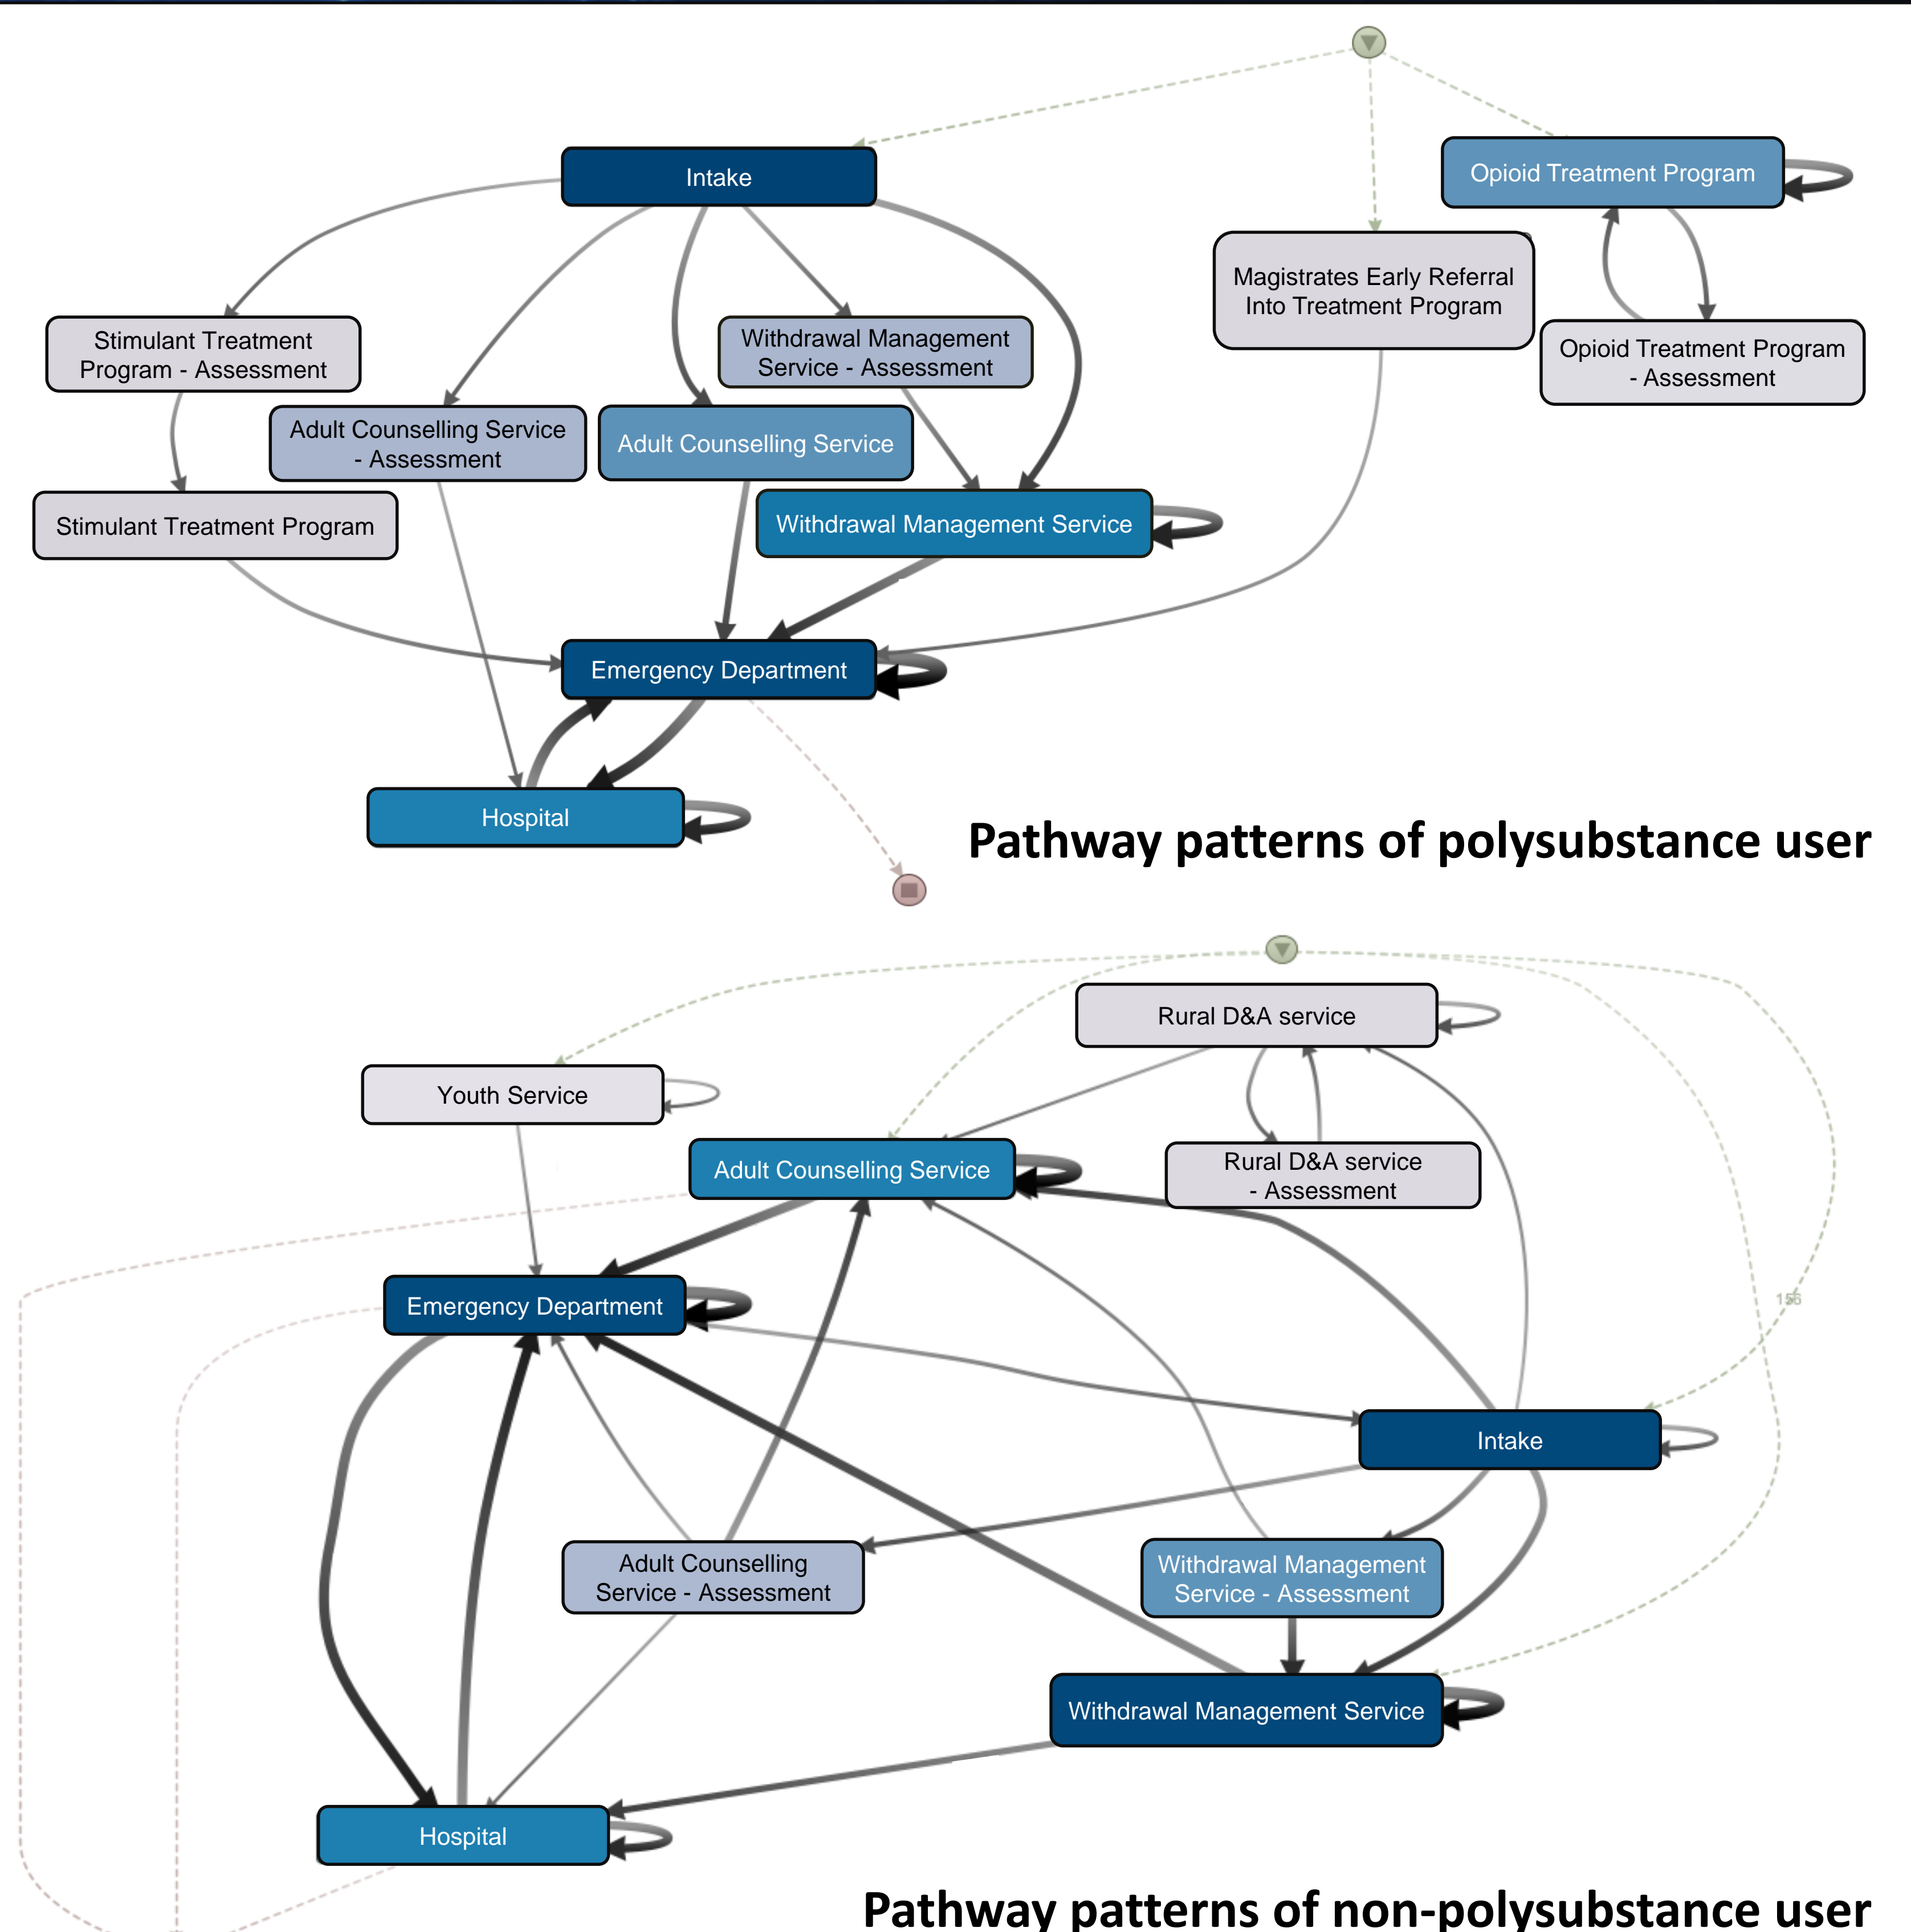 Intake
Opioid Treatment Program
Magistrates Early Referral
Into Treatment Program
Stimulant Treatment
Program - Assessment
Withdrawal Management
Service - Assessment
Opioid Treatment Program
- Assessment
Adult Counselling Service
- Assessment
Adult Counselling Service
Stimulant Treatment Program
Withdrawal Management Service
Emergency Department
Hospital
Pathway patterns of polysubstance user
Rural D&A service
Youth Service
Adult Counselling Service
Rural D&A service
- Assessment
Emergency Department
156
Intake
Adult Counselling
Service - Assessment
Withdrawal Management
Service - Assessment
Withdrawal Management Service
Hospital
Pathway patterns of non-polysubstance user